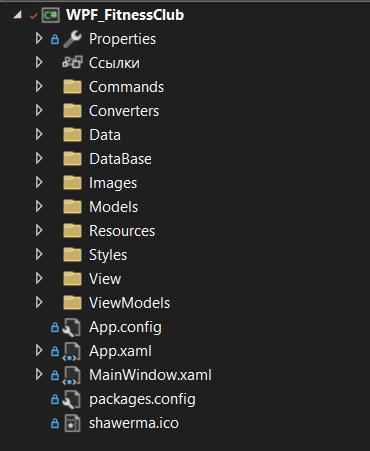 C# WPF_FitnessClub
Properties
Ссылки
Commands
Converters
Data
DataBase
Images
Models
Resources
Styles
View
ViewModels
App.config
App.xaml
MainWindow.xaml
packages.config
shawerma.ico